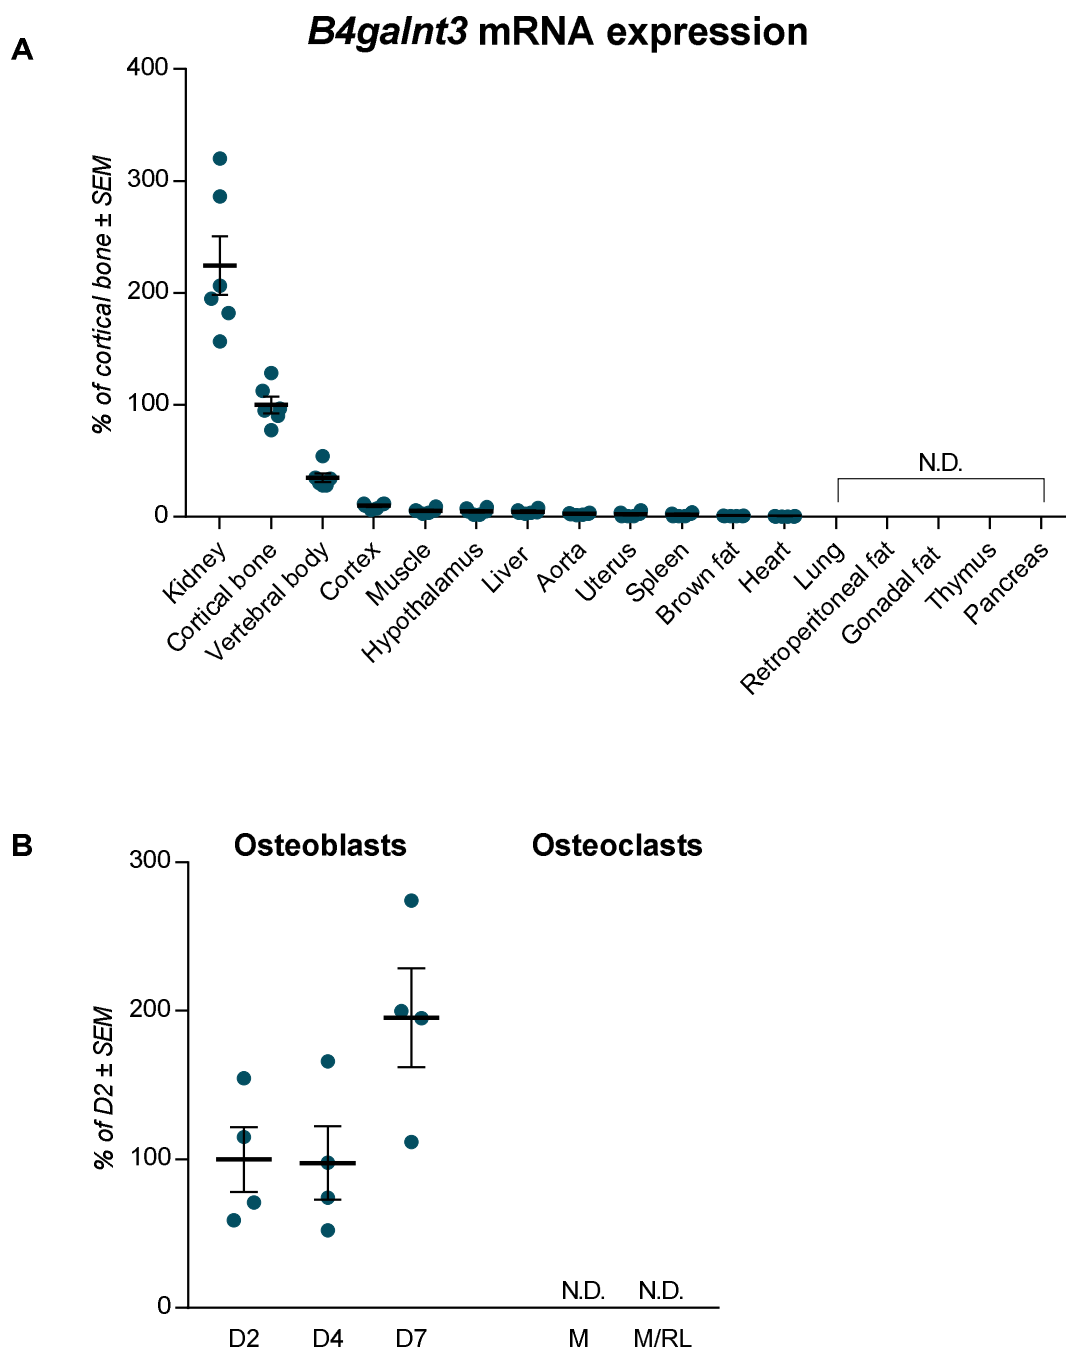 B4galnt3 mRNA expression
A
400
300
200
100
0
% of cortical bone ± SEM
N.D.
Kidney
Cortical bone
Vertebral body
Cortex
Muscle
Hypothalamus
Liver
Aorta
Uterus
Spleen
Brown fat
Heart
Lung
Retroperitoneal fat
Gonadal fat
Thymus
Pancreas
B
Osteoblasts Osteoclasts
300
200
100
0
% of D2 ± SEM
N.D. N.D.
D2 D4 D7 M M/RL